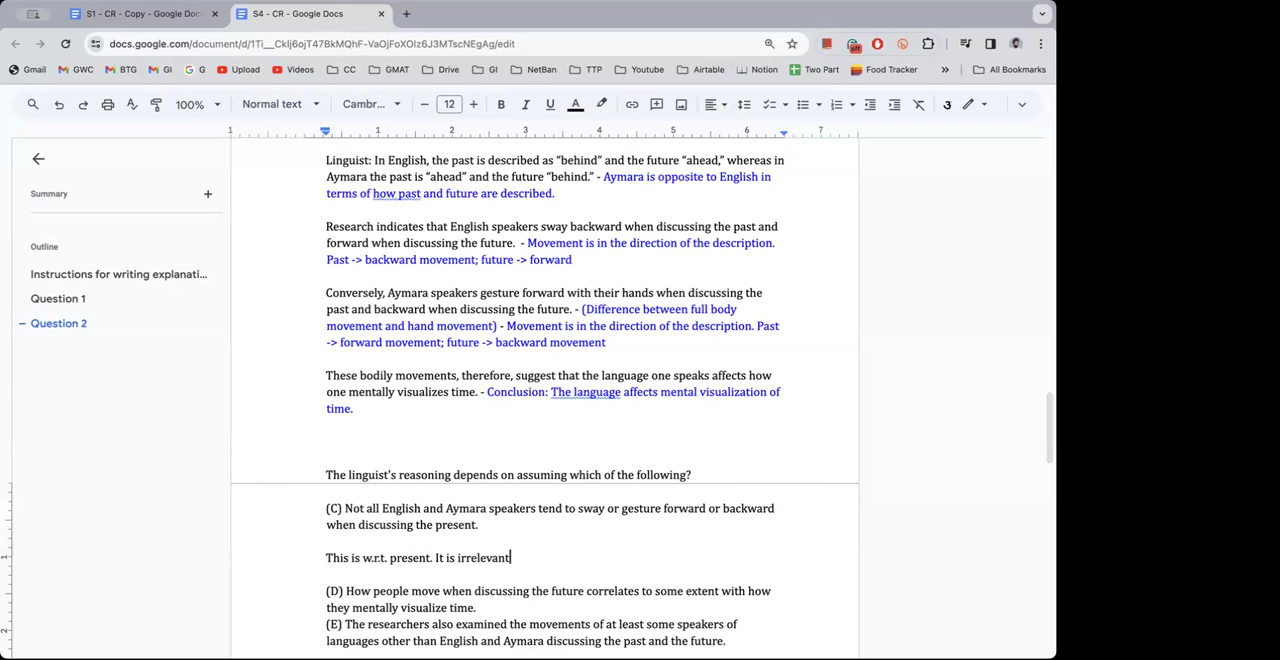 S1 - CR - Copy - Google Doc
S4 - CR - Google Docs
docs.google.com/document/d/1Ti__CkIj6ojT47BkMQhF-VaOjFoXOIz6J3MTscNEgAg/edit
off
Gmail GWC BTG GI G Upload Videos CC GMAT Drive GI NetBan TTP Youtube Airtable Notion Two Part Food Tracker » All Bookmarks
100% Normal text Cambr... 12 B I U A
1 1 2 3 4 5 6 7
Summary
Outline
Instructions for writing explanati...
Question 1
Question 2
Linguist: In English, the past is described as “behind” and the future “ahead,” whereas in
Aymara the past is “ahead” and the future “behind.” - Aymara is opposite to English in
terms of how past and future are described.
Research indicates that English speakers sway backward when discussing the past and
forward when discussing the future. - Movement is in the direction of the description.
Past -> backward movement; future -> forward
Conversely, Aymara speakers gesture forward with their hands when discussing the
past and backward when discussing the future. - (Difference between full body
movement and hand movement) - Movement is in the direction of the description. Past
-> forward movement; future -> backward movement
These bodily movements, therefore, suggest that the language one speaks affects how
one mentally visualizes time. - Conclusion: The language affects mental visualization of
time.
The linguist's reasoning depends on assuming which of the following?
(C) Not all English and Aymara speakers tend to sway or gesture forward or backward
when discussing the present.
This is w.r.t. present. It is irrelevant
(D) How people move when discussing the future correlates to some extent with how
they mentally visualize time.
(E) The researchers also examined the movements of at least some speakers of
languages other than English and Aymara discussing the past and the future.
1
2